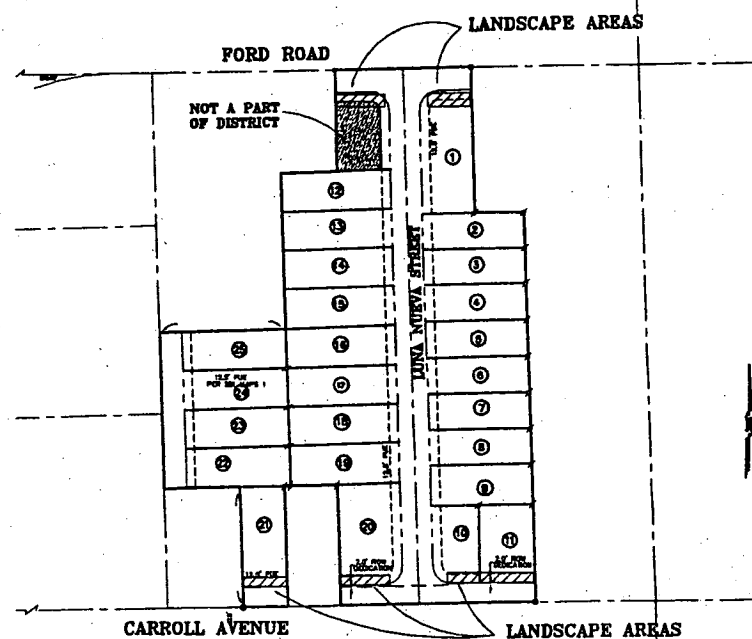 LANDSCAPE AREAS
FORD ROAD
NOT A PART
OF DISTRICT
1
12
13
2
14
3
15
4
LUNA NUEVA STREET
16
5
25
6
17
24
7
18
23
8
19
22
9
21
20
10
11
DEDICATION
DEDICATION
CARROLL AVENUE
LANDSCAPE AREAS